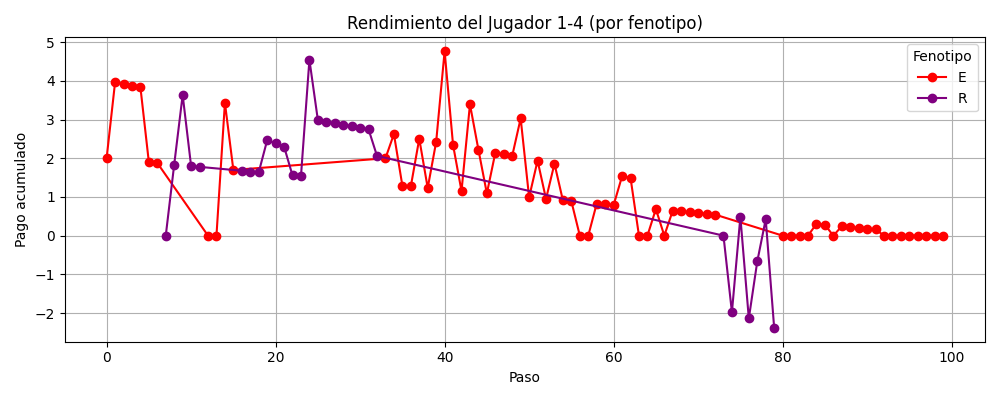 Rendimiento del Jugador 1-4 (por fenotipo)
Pago acumulado
5
4
3
2
1
0
−1
−2
Fenotipo
E
R
0 20 40 60 80 100
Paso